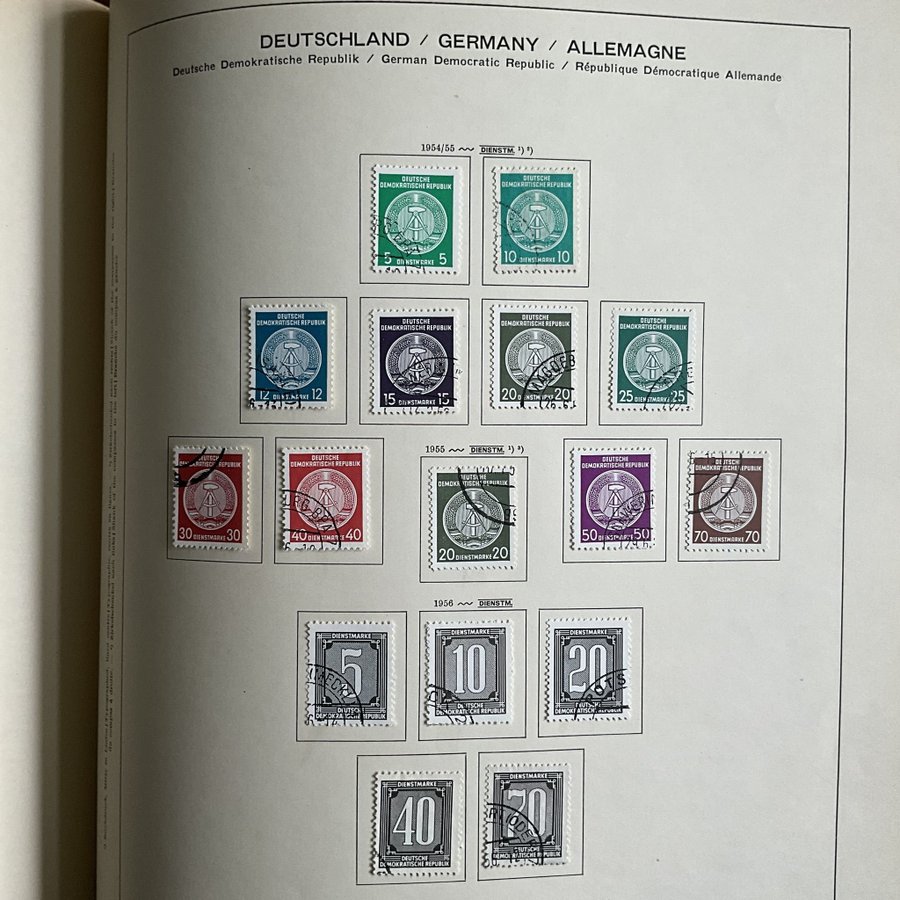 DEUTSCHLAND / GERMANY / ALLEMAGNE
Deutsche Demokratische Republik / German Democratic Republic / République Démocratique Allemande
1954/55 DIENSTM. ¹) ²)
DEUTSCHE
DEMOKRATISCHE REPUBLIK
5 DIENSTMARKE 5
DEUTSCHE
DEMOKRATISCHE REPUBLIK
10 DIENSTMARKE 10
DEUTSCHE
DEMOKRATISCHE REPUBLIK
12 DIENSTMARKE 12
DEUTSCHE
DEMOKRATISCHE REPUBLIK
15 DIENSTMARKE 15
DEUTSCHE
DEMOKRATISCHE REPUBLIK
20 DIENSTMARKE 20
DEUTSCHE
DEMOKRATISCHE REPUBLIK
25 DIENSTMARKE 25
DEUTSCHE
DEMOKRATISCHE REPUBLIK
30 DIENSTMARKE 30
DEUTSCHE
DEMOKRATISCHE REPUBLIK
40 DIENSTMARKE 40
1955 DIENSTM.
DEUTSCHE
DEMOKRATISCHE REPUBLIK
20 DIENSTMARKE 20
DEUTSCHE
DEMOKRATISCHE REPUBLIK
50 DIENSTMARKE 50
DEUTSCHE
DEMOKRATISCHE REPUBLIK
70 DIENSTMARKE 70
1956 DIENSTM.
DIENSTMARKE
5
DEUTSCHE
DEMOKRATISCHE REPUBLIK
DIENSTMARKE
10
DEUTSCHE
DEMOKRATISCHE REPUBLIK
DIENSTMARKE
20
DEUTSCHE
DEMOKRATISCHE REPUBLIK
DIENSTMARKE
40
DEUTSCHE
DEMOKRATISCHE REPUBLIK
DIENSTMARKE
70
DEUTSCHE
DEMOKRATISCHE REPUBLIK